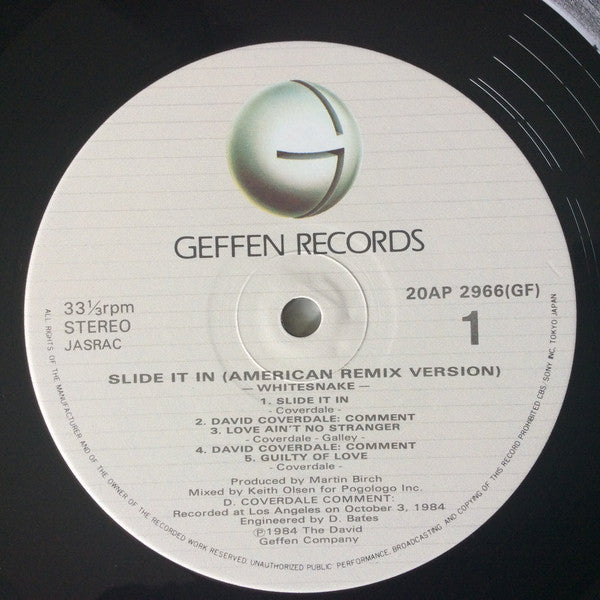 GEFFEN RECORDS
33⅓rpm
STEREO
JASRAC
20AP 2966(GF)
1
SLIDE IT IN (AMERICAN REMIX VERSION)
— WHITESNAKE —
1. SLIDE IT IN
- Coverdale -
2. DAVID COVERDALE: COMMENT
3. LOVE AIN'T NO STRANGER
- Coverdale - Galley -
4. DAVID COVERDALE: COMMENT
5. GUILTY OF LOVE
- Coverdale -
Produced by Martin Birch
Mixed by Keith Olsen for Pogologo Inc.
D. COVERDALE COMMENT:
Recorded at Los Angeles on October 3, 1984
Engineered by D. Bates
℗1984 The David
Geffen Company
ALL RIGHTS OF THE MANUFACTURER AND OF THE OWNER OF THE RECORDED WORK RESERVED. UNAUTHORIZED PUBLIC PERFORMANCE, BROADCASTING AND COPYING OF THIS RECORD PROHIBITED CBS/SONY INC. TOKYO JAPAN